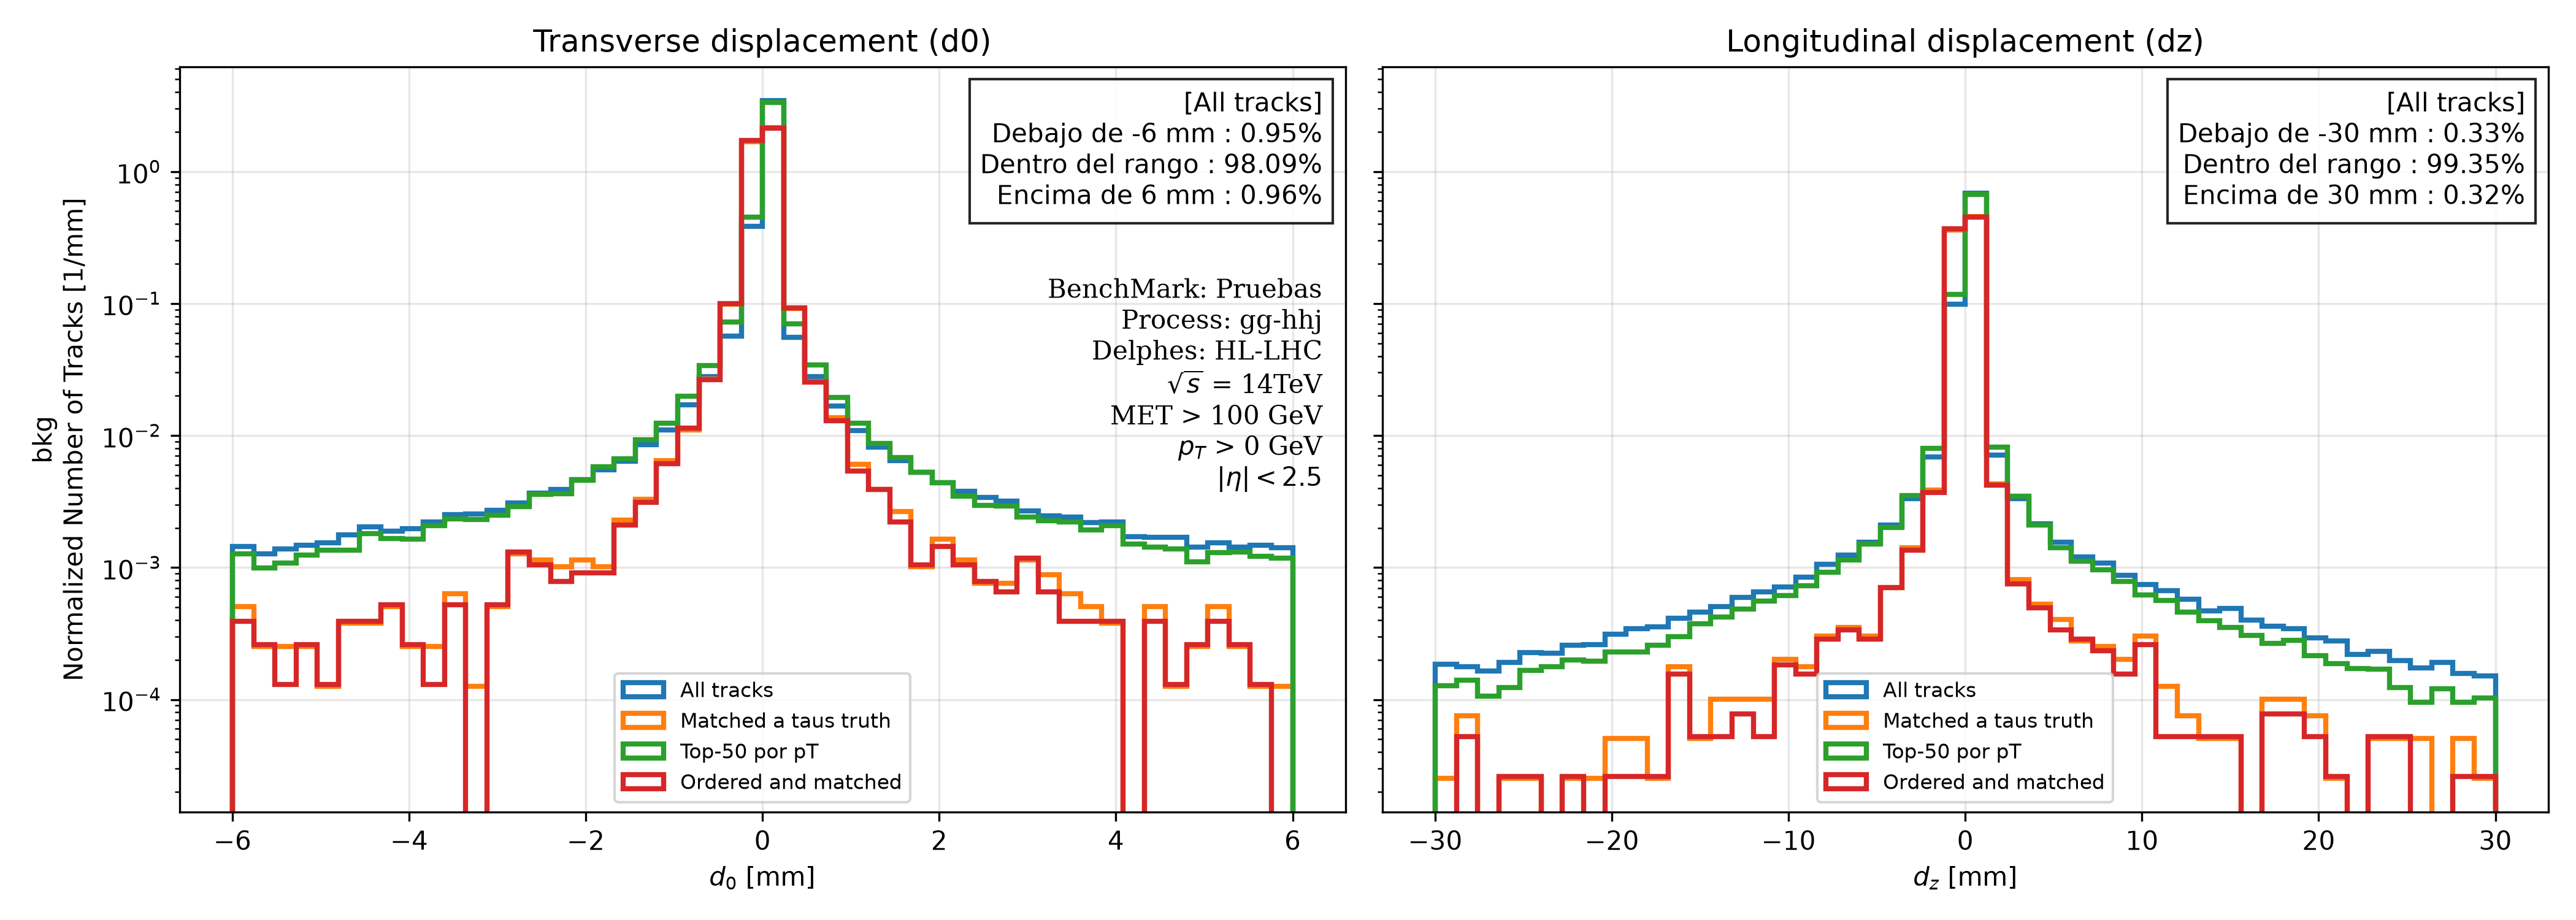 Transverse displacement (d0)
[All tracks]
Debajo de -6 mm : 0.95%
Dentro del rango : 98.09%
Encima de 6 mm : 0.96%
BenchMark: Pruebas
Process: gg-hhj
Delphes: HL-LHC
√s = 14TeV
MET > 100 GeV
p_T > 0 GeV
|η| < 2.5
bkg
Normalized Number of Tracks [1/mm]
10⁰
10⁻¹
10⁻²
10⁻³
10⁻⁴
All tracks
Matched a taus truth
Top-50 por pT
Ordered and matched
−6 −4 −2 0 2 4 6
d₀ [mm]
Longitudinal displacement (dz)
[All tracks]
Debajo de -30 mm : 0.33%
Dentro del rango : 99.35%
Encima de 30 mm : 0.32%
All tracks
Matched a taus truth
Top-50 por pT
Ordered and matched
−30 −20 −10 0 10 20 30
d_z [mm]